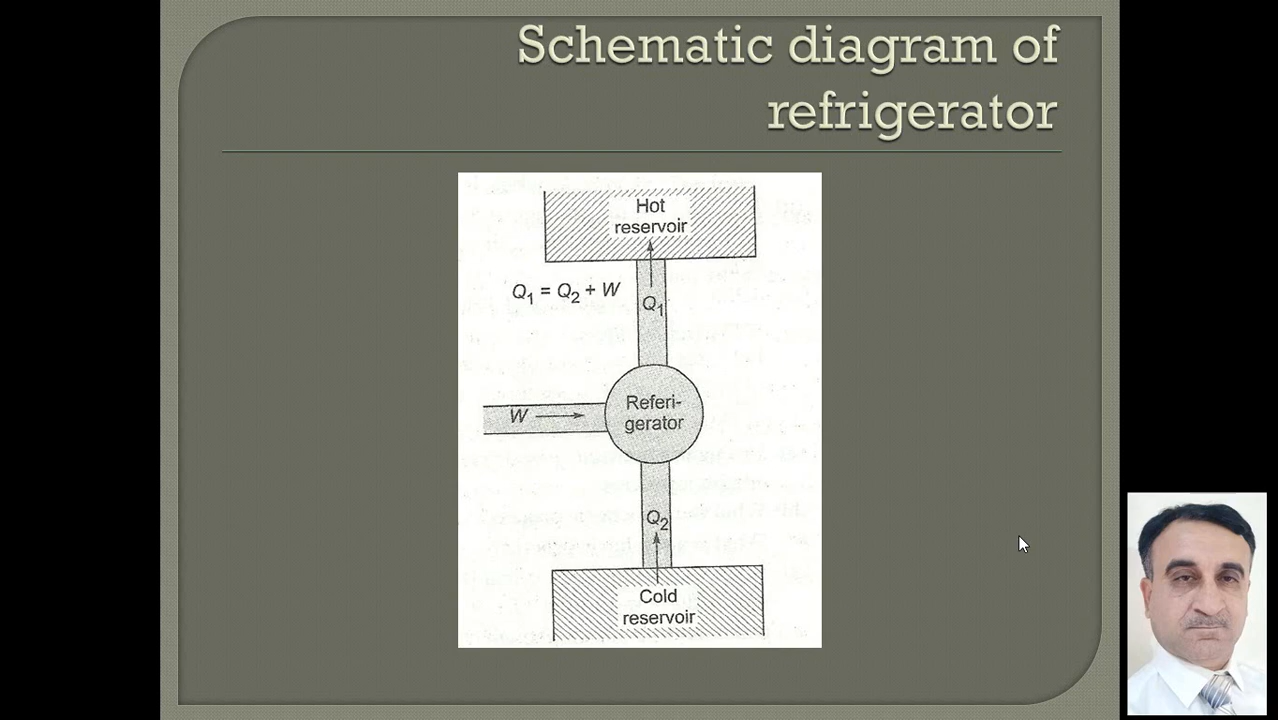 Schematic diagram of
refrigerator
Hot
reservoir
Q1 = Q2 + W
Q1
W
Referi-
gerator
Q2
Cold
reservoir